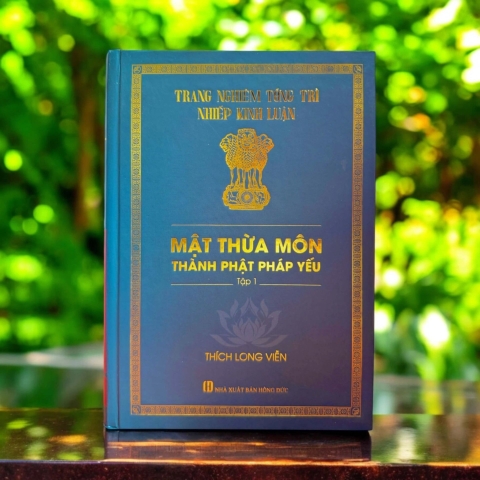 TRANG NGHIÊM TỔNG TRÌ
NHIẾP KINH LUẬN
MẬT THỪA MÔN
THÀNH PHẬT PHÁP YẾU
Tập 1
THÍCH LONG VIỄN
NHÀ XUẤT BẢN HỒNG ĐỨC